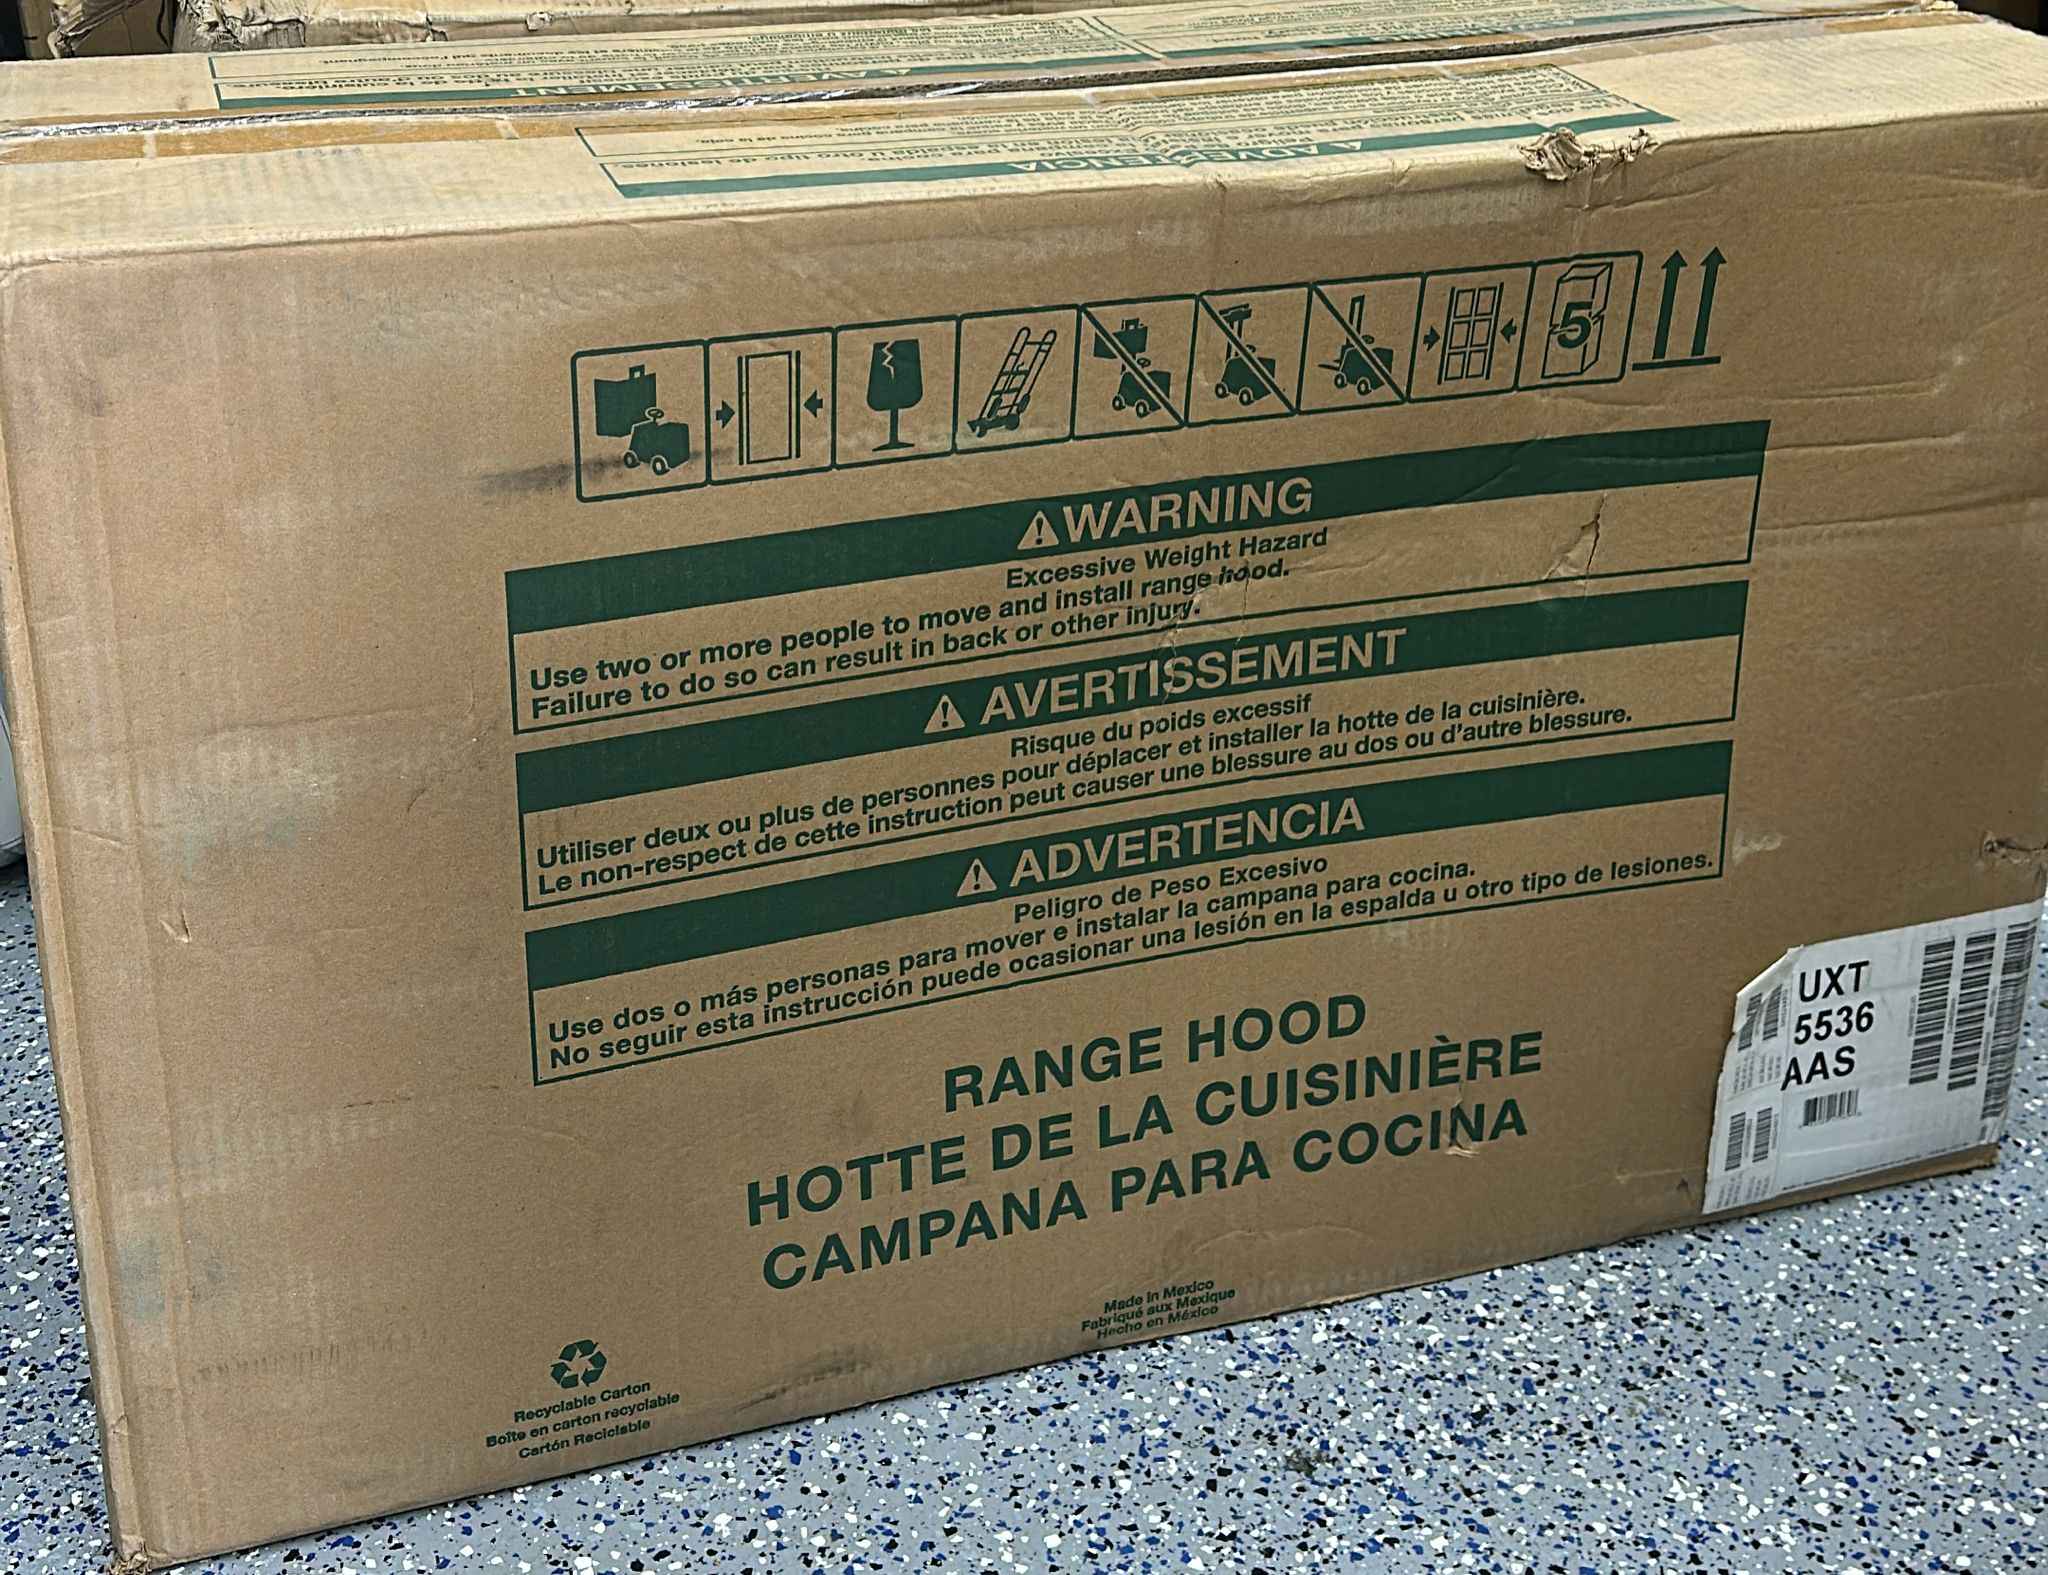 AVERTISSEMENT
ADVERTENCIA
5
WARNING
Excessive Weight Hazard
Use two or more people to move and install range hood.
Failure to do so can result in back or other injury.
AVERTISSEMENT
Risque du poids excessif
Utiliser deux ou plus de personnes pour déplacer et installer la hotte de la cuisinière.
Le non-respect de cette instruction peut causer une blessure au dos ou d'autre blessure.
ADVERTENCIA
Peligro de Peso Excesivo
Use dos o más personas para mover e instalar la campana para cocina.
No seguir esta instrucción puede ocasionar una lesión en la espalda u otro tipo de lesiones.
RANGE HOOD
HOTTE DE LA CUISINIÈRE
CAMPANA PARA COCINA
Made in Mexico
Fabriqué aux Mexique
Hecho en México
Recyclable Carton
Boîte en carton recyclable
Cartón Reciclable
UXT
5536
AAS